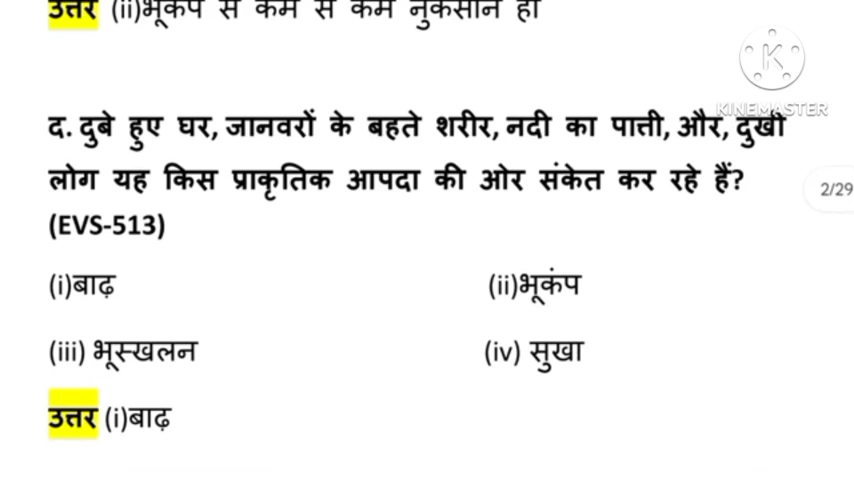 उत्तर (ii)भूकंप से कम से कम नुकसान हो
K
KINEMASTER
द. दुबे हुए घर, जानवरों के बहते शरीर, नदी का पात्ती, और, दुखी
लोग यह किस प्राकृतिक आपदा की ओर संकेत कर रहे हैं?
2/29
(EVS-513)
(i)बाढ़ (ii)भूकंप
(iii) भूस्खलन (iv) सुखा
उत्तर (i)बाढ़